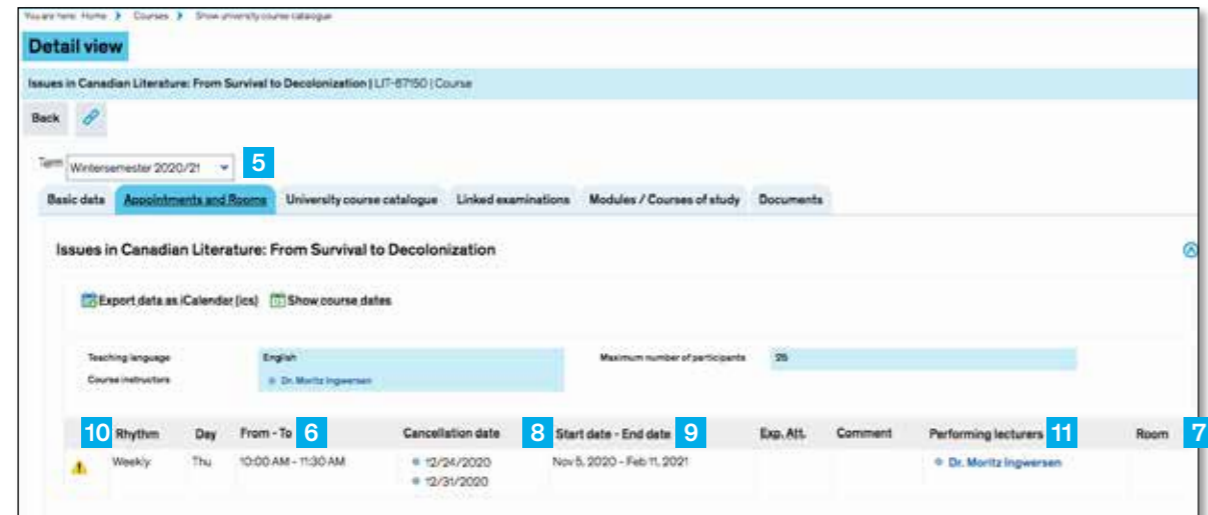 You are here: Home > Courses > Show university course catalogue
Detail view
Issues in Canadian Literature: From Survival to Decolonization | LIT-67150 | Course
Back
Term Wintersemester 2020/21 5
Basic data Appointments and Rooms University course catalogue Linked examinations Modules / Courses of study Documents
Issues in Canadian Literature: From Survival to Decolonization
Export data as iCalender (ics) Show course dates
Teaching language English Maximum number of participants 25
Course instructors Dr. Moritz Ingwersen
10 Rhythm Day From - To 6 Cancellation date 8 Start date - End date 9 Exp. Att. Comment Performing lecturers 11 Room 7
Weekly Thu 10:00 AM - 11:30 AM 12/24/2020 Nov 5, 2020 - Feb 11, 2021 Dr. Moritz Ingwersen
12/31/2020